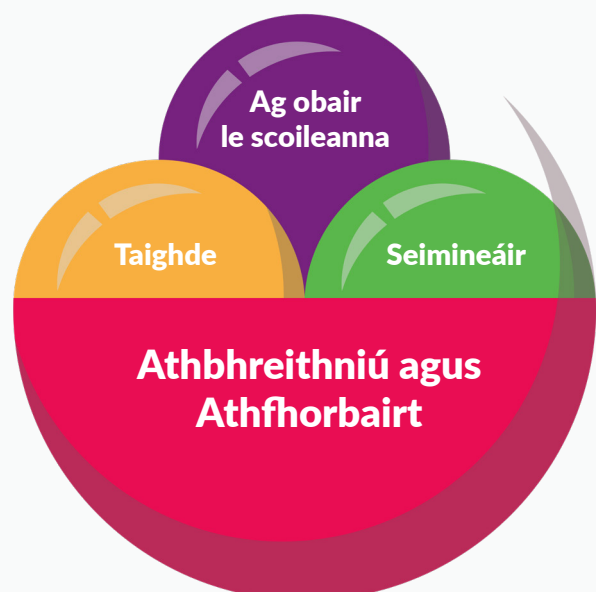 Ag obair
le scoileanna
Taighde
Seimineáir
Athbhreithniú agus
Athfhorbairt